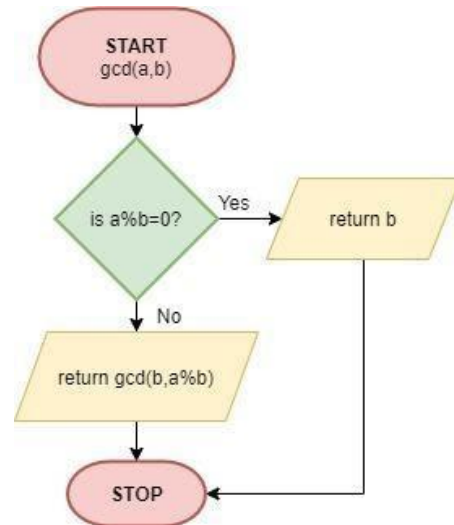 START
gcd(a,b)
is a%b=0?
Yes
return b
No
return gcd(b,a%b)
STOP